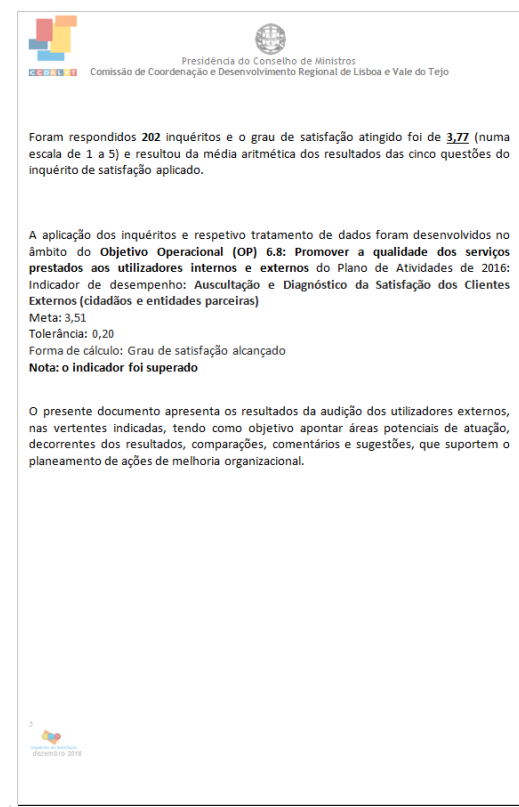 Presidência do Conselho de Ministros
CCDRLVT Comissão de Coordenação e Desenvolvimento Regional de Lisboa e Vale do Tejo
Foram respondidos 202 inquéritos e o grau de satisfação atingido foi de 3,77 (numa
escala de 1 a 5) e resultou da média aritmética dos resultados das cinco questões do
inquérito de satisfação aplicado.
A aplicação dos inquéritos e respetivo tratamento de dados foram desenvolvidos no
âmbito do Objetivo Operacional (OP) 6.8: Promover a qualidade dos serviços
prestados aos utilizadores internos e externos do Plano de Atividades de 2016:
Indicador de desempenho: Auscultação e Diagnóstico da Satisfação dos Clientes
Externos (cidadãos e entidades parceiras)
Meta: 3,51
Tolerância: 0,20
Forma de cálculo: Grau de satisfação alcançado
Nota: o indicador foi superado
O presente documento apresenta os resultados da audição dos utilizadores externos,
nas vertentes indicadas, tendo como objetivo apontar áreas potenciais de atuação,
decorrentes dos resultados, comparações, comentários e sugestões, que suportem o
planeamento de ações de melhoria organizacional.
3
Inquérito de Satisfação
dezembro 2016